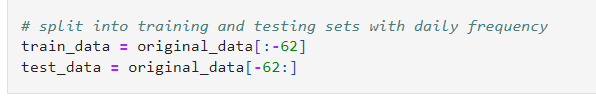 # split into training and testing sets with daily frequency
train_data = original_data[:-62]
test_data = original_data[-62:]